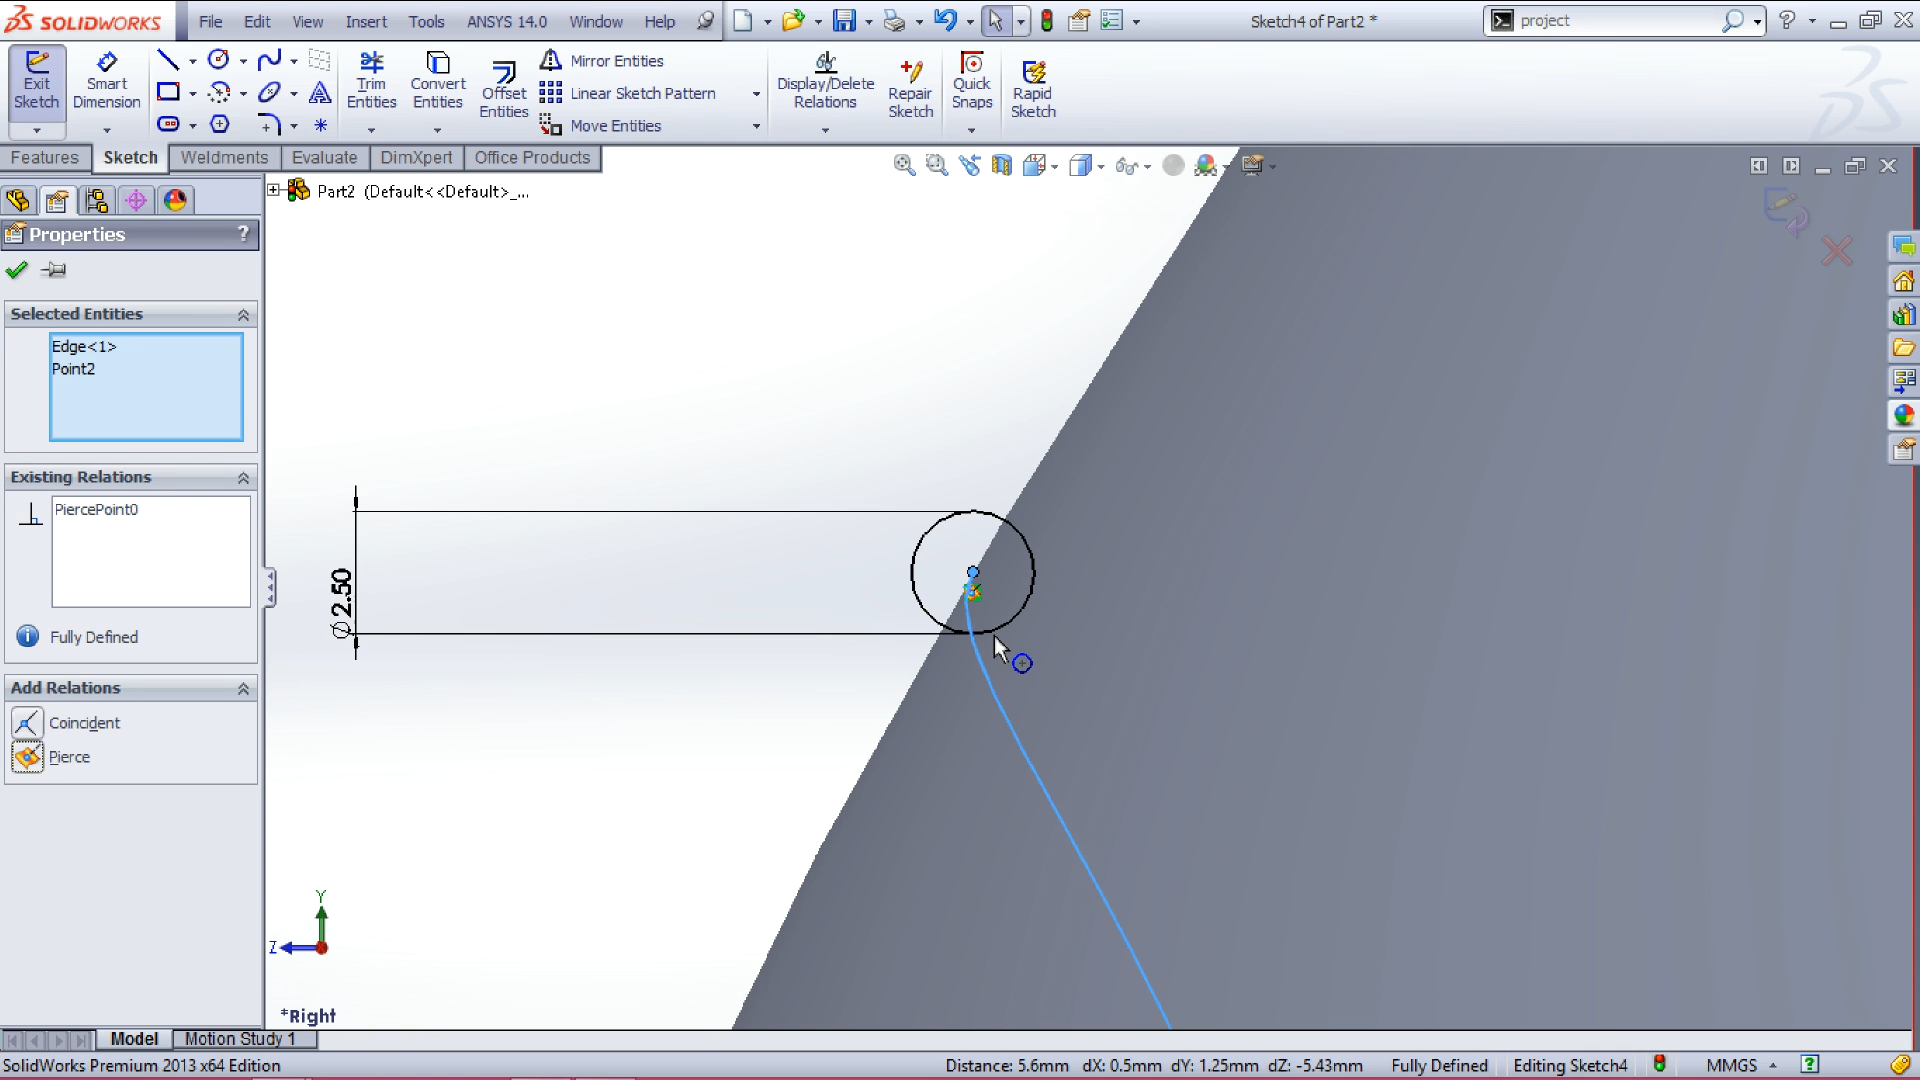 SOLIDWORKS File Edit View Insert Tools ANSYS 14.0 Window Help Sketch4 of Part2 * project
Exit Sketch
Smart Dimension
Trim Entities
Convert Entities
Offset Entities
Mirror Entities
Linear Sketch Pattern
Move Entities
Display/Delete Relations
Repair Sketch
Quick Snaps
Rapid Sketch
Features Sketch Weldments Evaluate DimXpert Office Products
Part2 (Default<<Default>_...
Properties ?
Selected Entities
Edge<1>
Point2
Existing Relations
PiercePoint0
Fully Defined
Add Relations
Coincident
Pierce
Ø2.50
Y
Z
*Right
Model Motion Study 1
SolidWorks Premium 2013 x64 Edition Distance: 5.6mm dX: 0.5mm dY: 1.25mm dZ: -5.43mm Fully Defined Editing Sketch4 MMGS ?